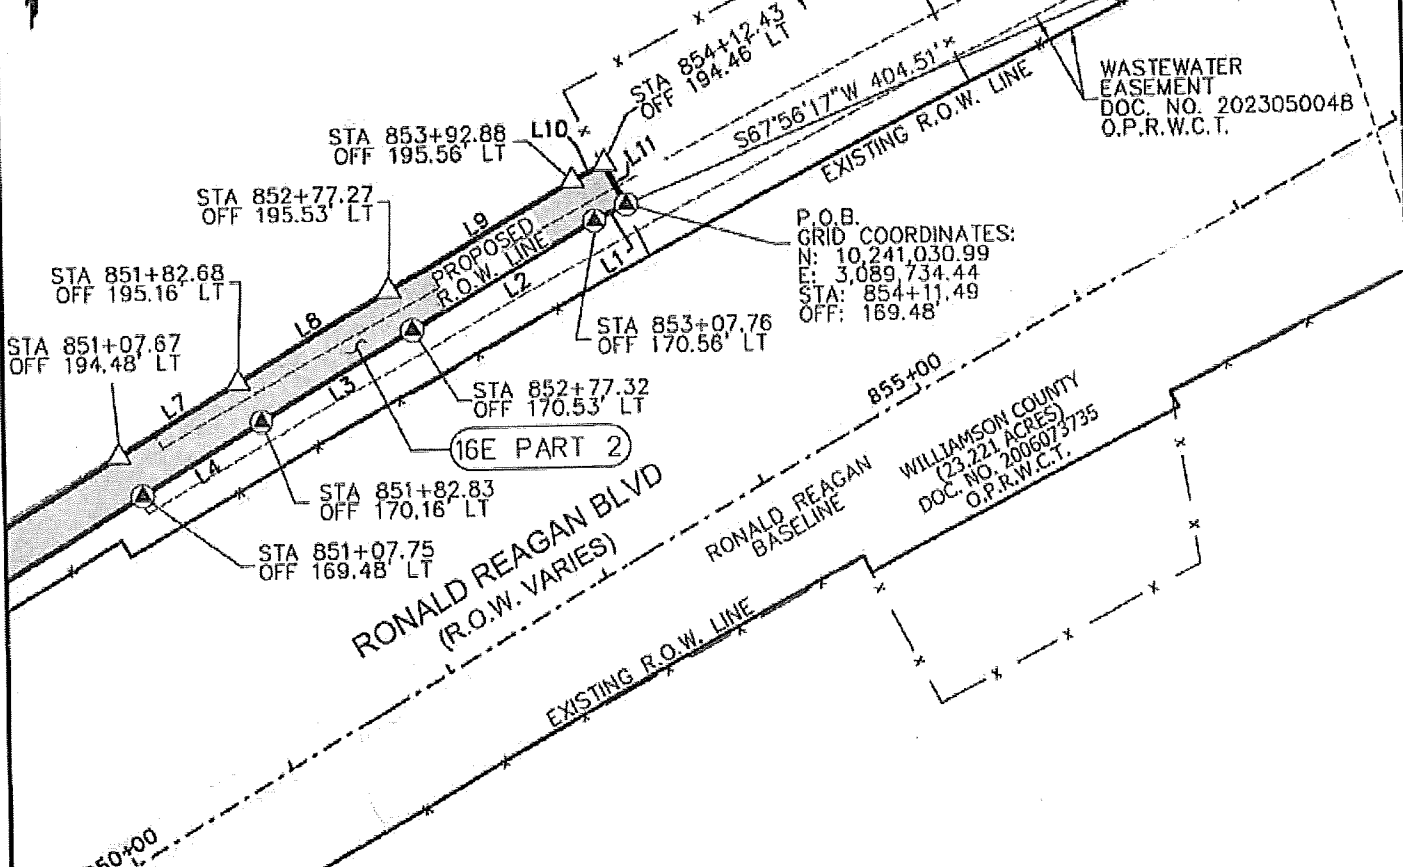 STA 854+12.43
OFF 194.46' LT
S67°56'17"W 404.51'
WASTEWATER
EASEMENT
DOC. NO. 2023050048
O.P.R.W.C.T.
STA 853+92.88
OFF 195.56' LT
L10
L11
EXISTING R.O.W. LINE
STA 852+77.27
OFF 195.53' LT
L9
PROPOSED
R.O.W. LINE
P.O.B.
GRID COORDINATES:
N: 10,241,030.99
E: 3,089,734.44
STA: 854+11.49
OFF: 169.48'
L1
L2
STA 851+82.68
OFF 195.16' LT
L8
STA 853+07.76
OFF 170.56' LT
STA 851+07.67
OFF 194.48' LT
L7
L3
STA 852+77.32
OFF 170.53' LT
855+00
16E PART 2
L4
STA 851+82.83
OFF 170.16' LT
WILLIAMSON COUNTY
(23.221 ACRES)
DOC. NO. 2006073735
O.P.R.W.C.T.
STA 851+07.75
OFF 169.48' LT
RONALD REAGAN BLVD
(R.O.W. VARIES)
RONALD REAGAN
BASELINE
EXISTING R.O.W. LINE